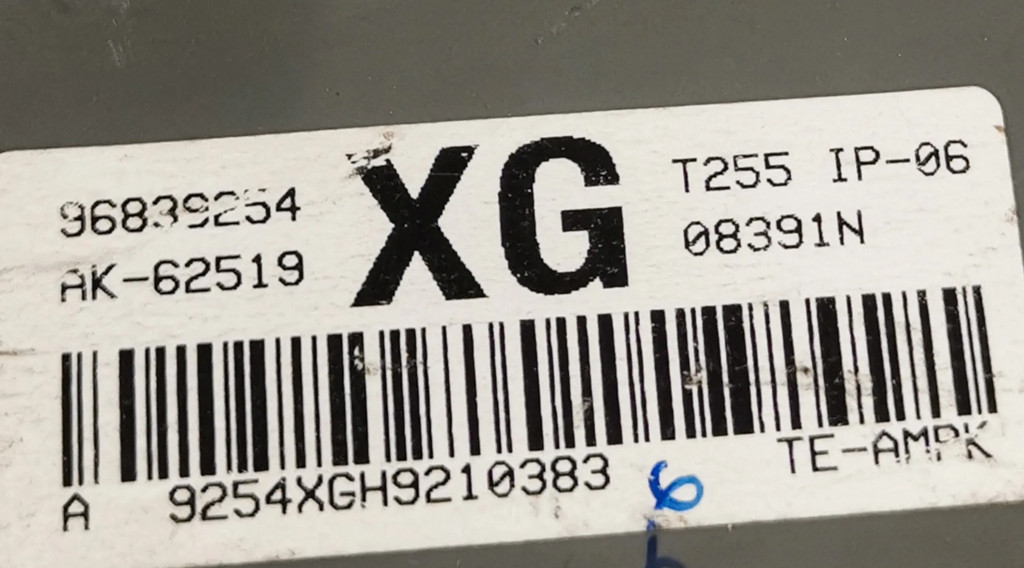 96839254
AK-62519
XG
T255 IP-06
08391N
A 9254XGH9210383
TE-AMPK
6